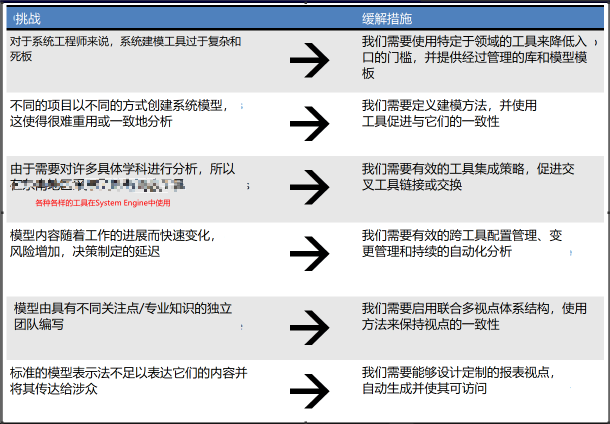 挑战
缓解措施
对于系统工程师来说，系统建模工具过于复杂和
死板
我们需要使用特定于领域的工具来降低入
口的门槛，并提供经过管理的库和模型模
板
不同的项目以不同的方式创建系统模型，
这使得很难重用或一致地分析
我们需要定义建模方法，并使用
工具促进与它们的一致性
由于需要对许多具体学科进行分析，所以
各种各样的工具在System Engine中使用
我们需要有效的工具集成策略，促进交
叉工具链接或交换
模型内容随着工作的进展而快速变化，
风险增加，决策制定的延迟
我们需要有效的跨工具配置管理、变
更管理和持续的自动化分析
模型由具有不同关注点/专业知识的独立
团队编写
我们需要启用联合多视点体系结构，使用
方法来保持视点的一致性
标准的模型表示法不足以表达它们的内容并
将其传达给涉众
我们需要能够设计定制的报表视点，
自动生成并使其可访问